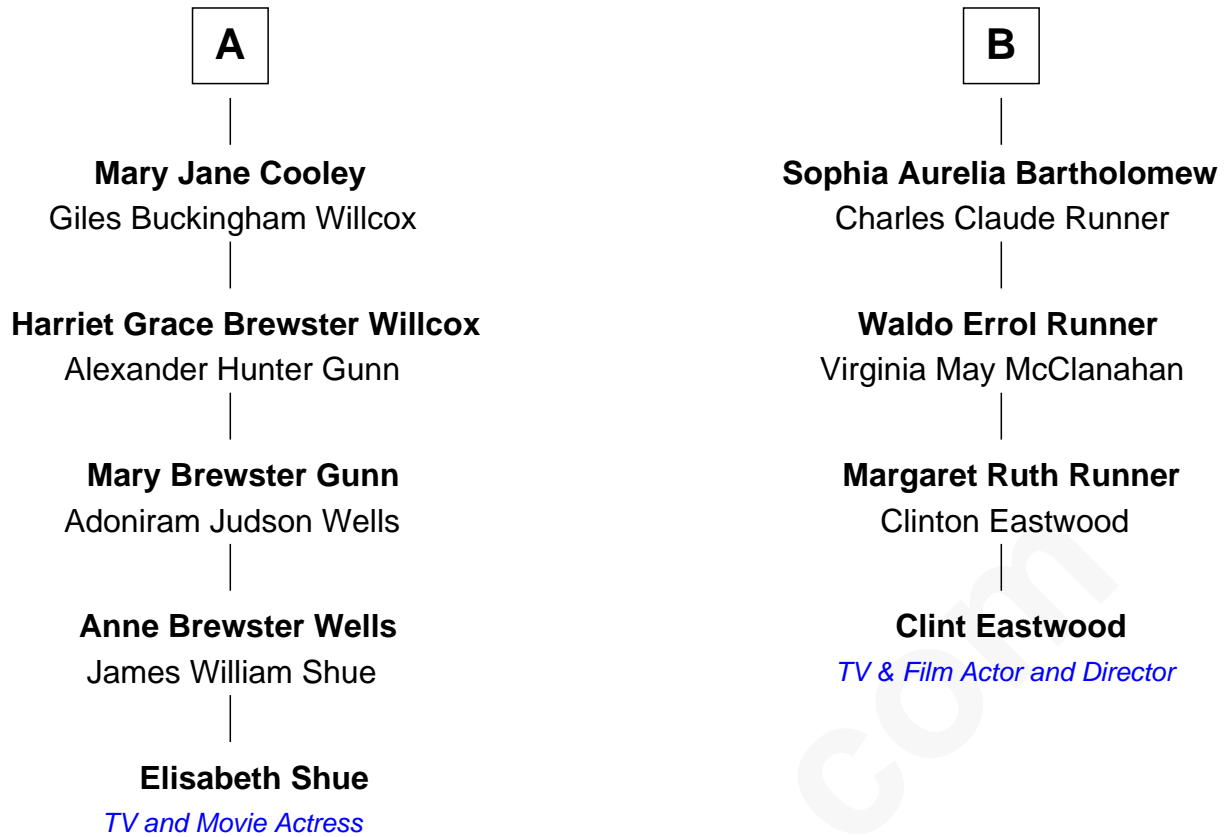 A
Mary Jane Cooley
Giles Buckingham Willcox
Harriet Grace Brewster Willcox
Alexander Hunter Gunn
Mary Brewster Gunn
Adoniram Judson Wells
Anne Brewster Wells
James William Shue
Elisabeth Shue
TV and Movie Actress
B
Sophia Aurelia Bartholomew
Charles Claude Runner
Waldo Errol Runner
Virginia May McClanahan
Margaret Ruth Runner
Clinton Eastwood
Clint Eastwood
TV & Film Actor and Director
com